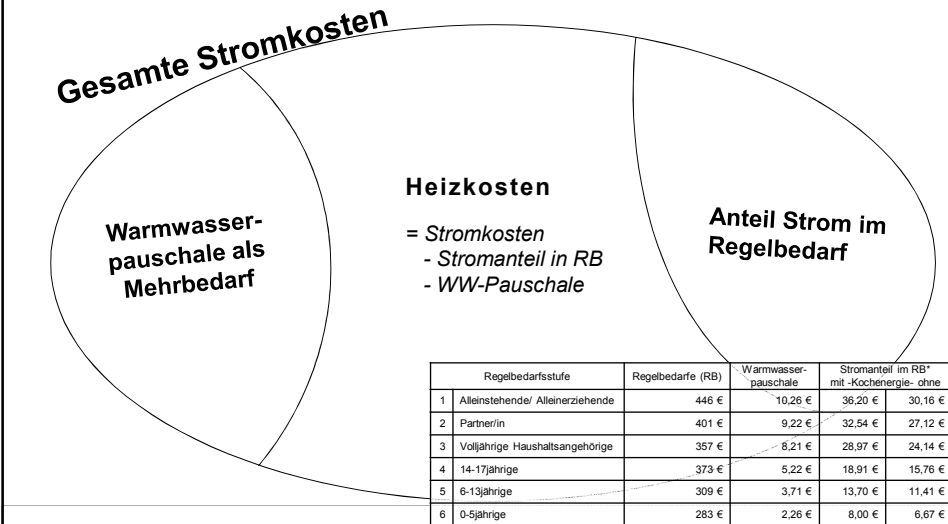 Gesamte Stromkosten
Warmwasser-
pauschale als
Mehrbedarf
Heizkosten
= Stromkosten
- Stromanteil in RB
- WW-Pauschale
Anteil Strom im
Regelbedarf
Regelbedarfsstufe Regelbedarfe (RB) Warmwasser- Stromanteil im RB*
pauschale mit -Kochenergie- ohne
1 Alleinstehende/ Alleinerziehende 446 € 10,26 € 36,20 € 30,16 €
2 Partner/in 401 € 9,22 € 32,54 € 27,12 €
3 Volljährige Haushaltsangehörige 357 € 8,21 € 28,97 € 24,14 €
4 14-17jährige 373 € 5,22 € 18,91 € 15,76 €
5 6-13jährige 309 € 3,71 € 13,70 € 11,41 €
6 0-5jährige 283 € 2,26 € 8,00 € 6,67 €